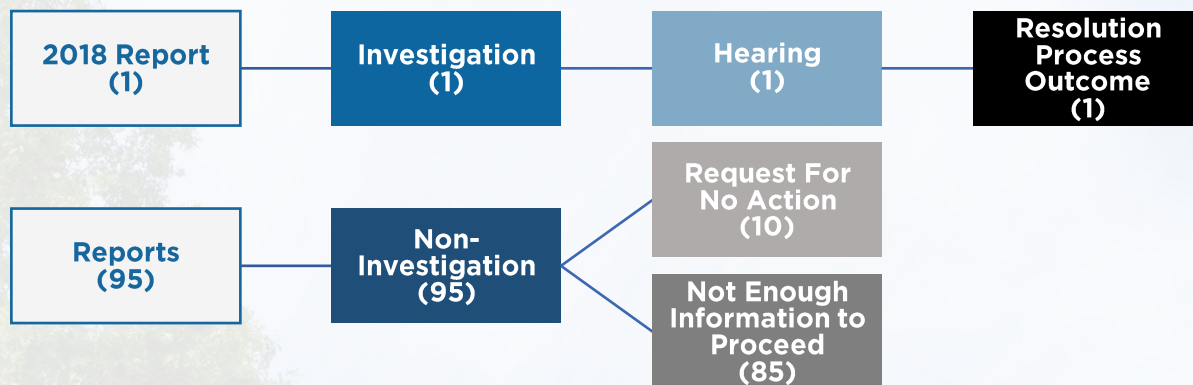 2018 Report
(1)
Investigation
(1)
Hearing
(1)
Resolution
Process
Outcome
(1)
Reports
(95)
Non-
Investigation
(95)
Request For
No Action
(10)
Not Enough
Information to
Proceed
(85)